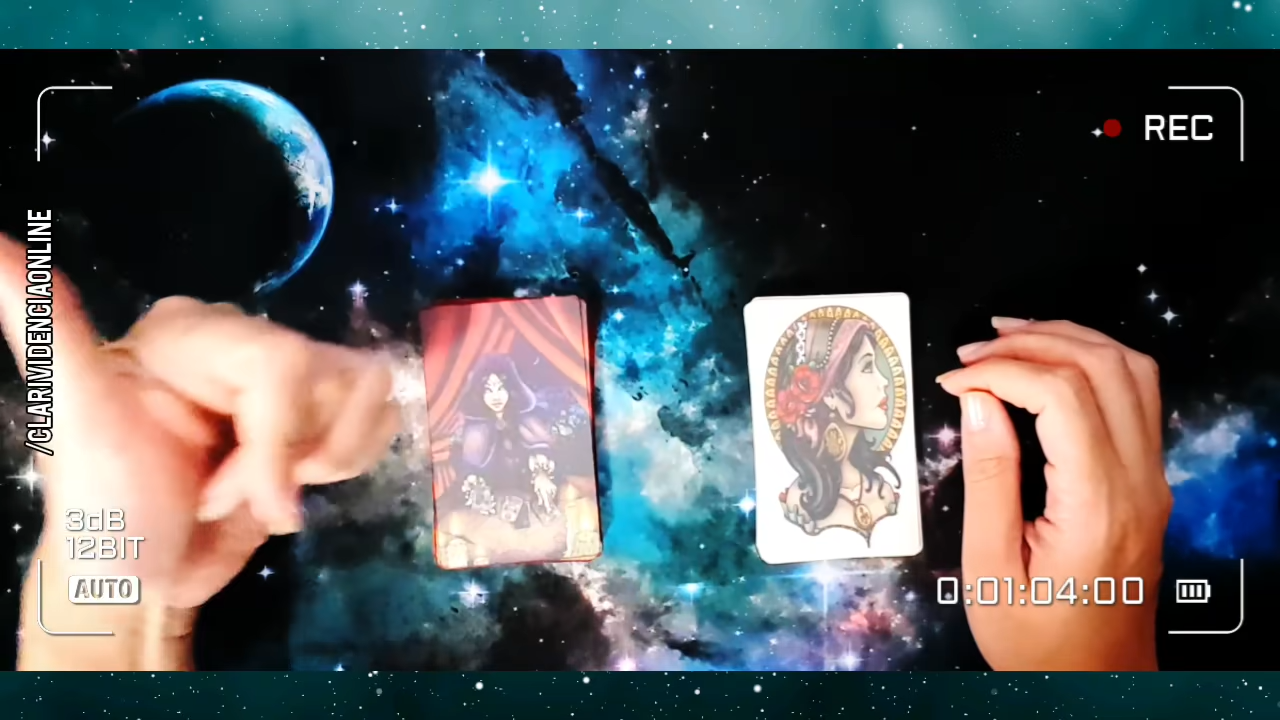 REC
/CLARIVIDENCIAONLINE
3dB
12BIT
AUTO
0:01:04:00